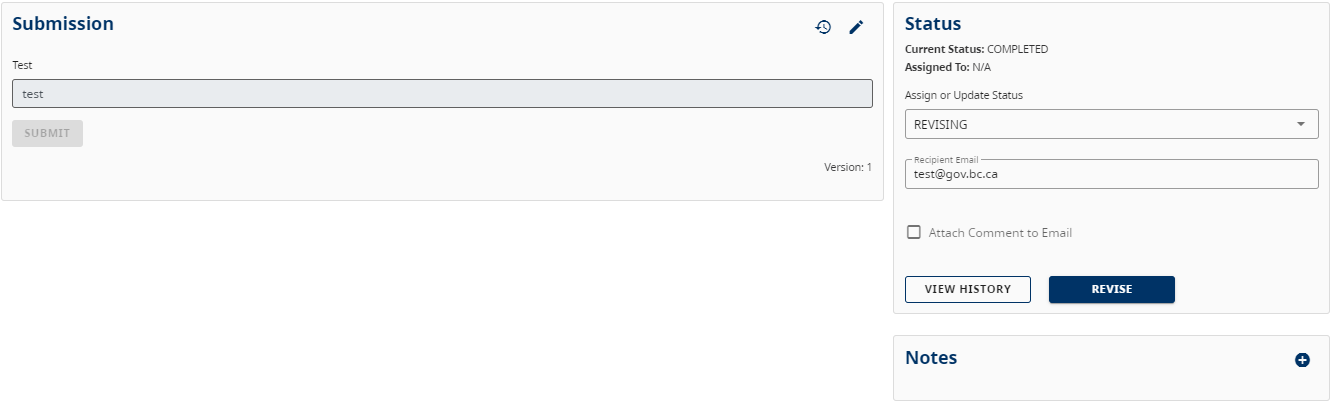 Submission
Test
test
SUBMIT
Version: 1
Status
Current Status: COMPLETED
Assigned To: N/A
Assign or Update Status
REVISING
Recipient Email
test@gov.bc.ca
Attach Comment to Email
VIEW HISTORY
REVISE
Notes